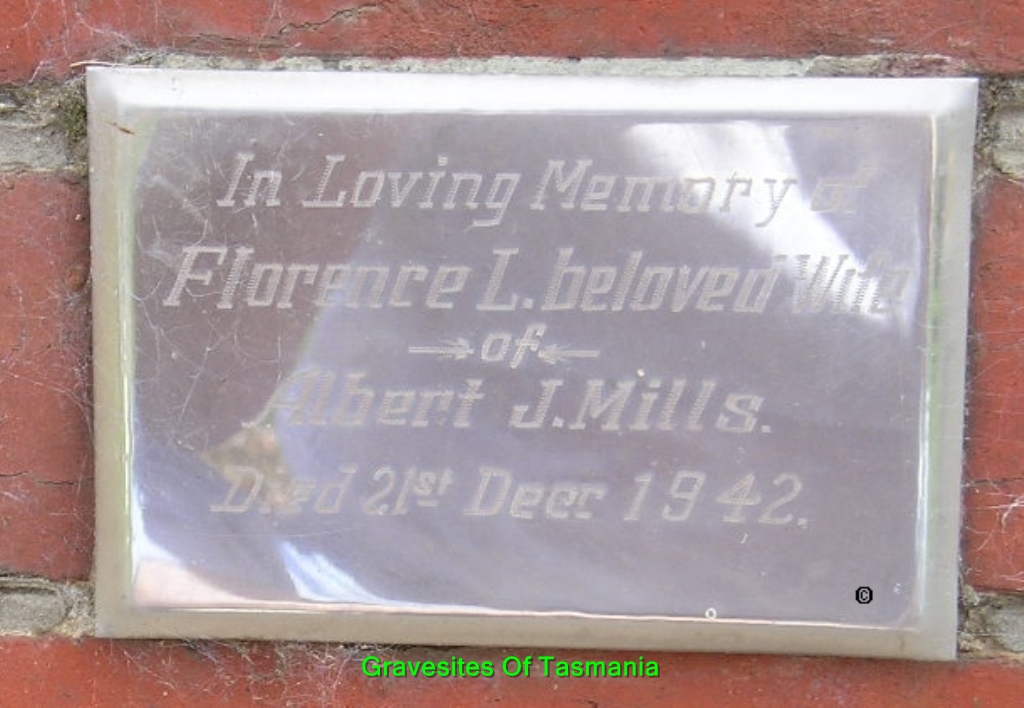 In Loving Memory of
Florence L. beloved Wife
of
Albert J. Mills.
Died 21st Decr 1942.
©
Gravesites Of Tasmania